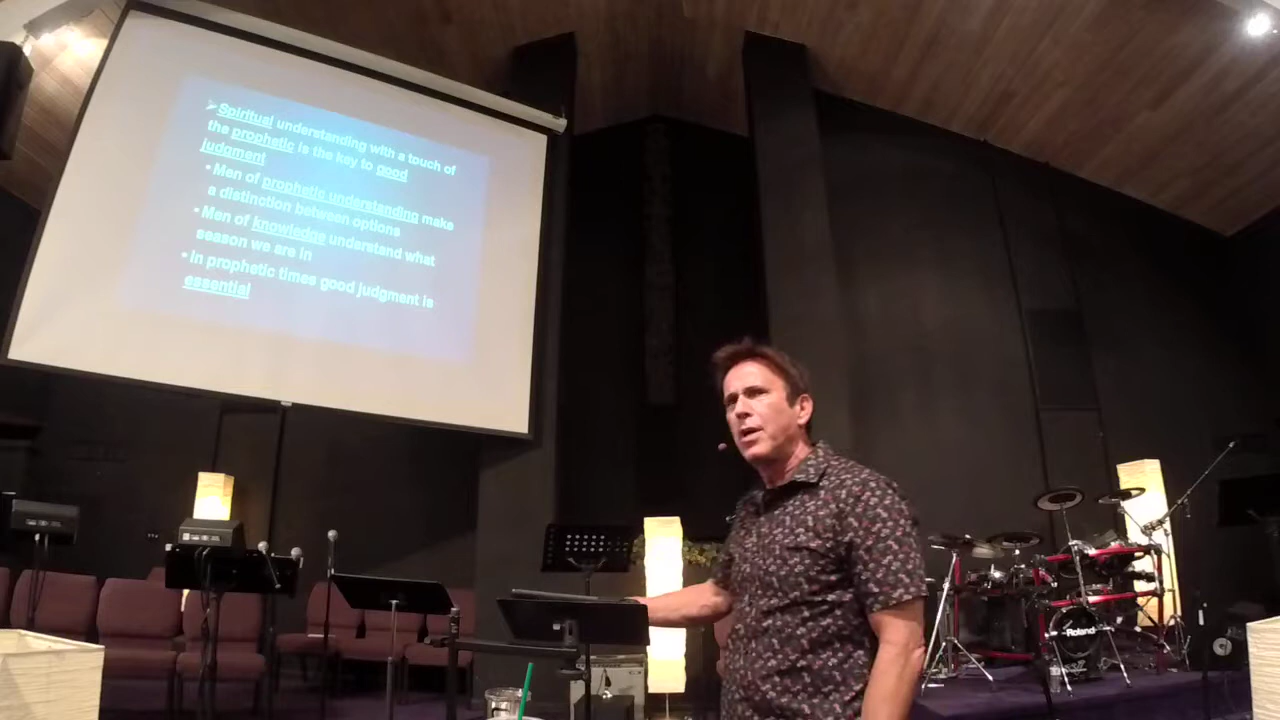 ➢Spiritual understanding with a touch of
the prophetic is the key to good
judgment
• Men of prophetic understanding make
a distinction between options
• Men of knowledge understand what
season we are in
• In prophetic times good judgment is
essential
Roland